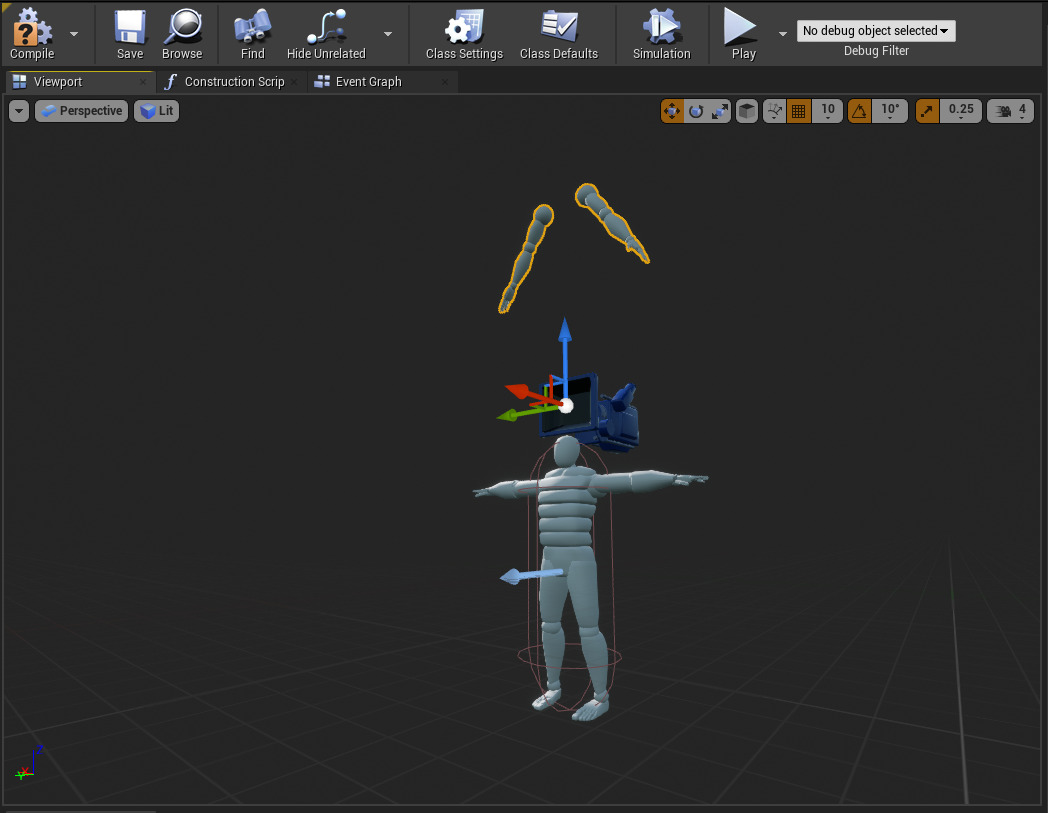 Compile
Save
Browse
Find
Hide Unrelated
Class Settings
Class Defaults
Simulation
Play
No debug object selected
Debug Filter
Viewport
Construction Scrip
Event Graph
Perspective
Lit
10
10°
0.25
4